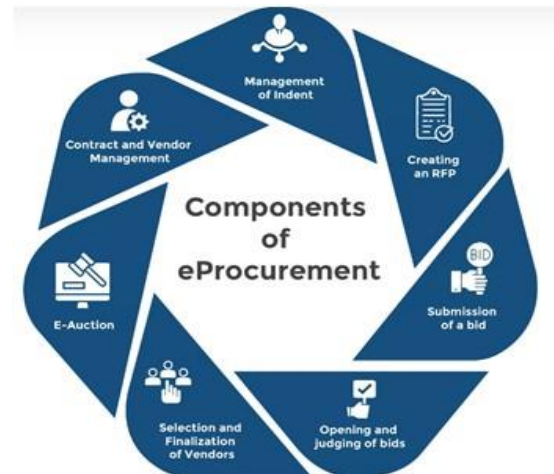 Components
of
eProcurement
Management
of Indent
Creating
an RFP
BID
Submission
of a bid
Opening and
judging of bids
Selection and
Finalization
of Vendors
E-Auction
Contract and Vendor
Management